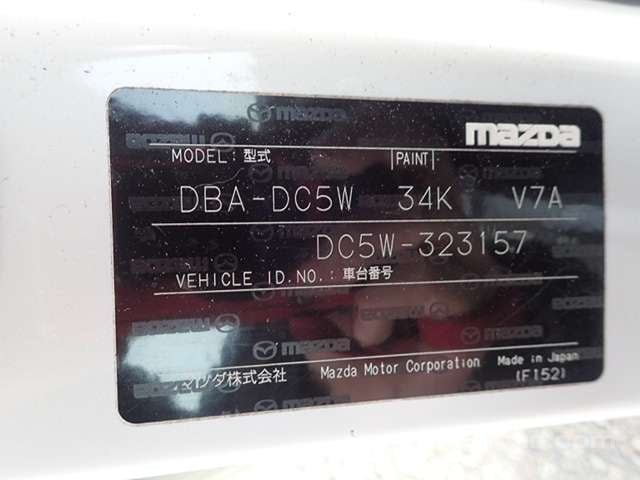 mazda
MODEL: 型式 PAINT
DBA-DC5W 34K V7A
DC5W-323157
VEHICLE ID.NO.: 車台番号
マツダ株式会社 Mazda Motor Corporation Made in Japan
(F152)